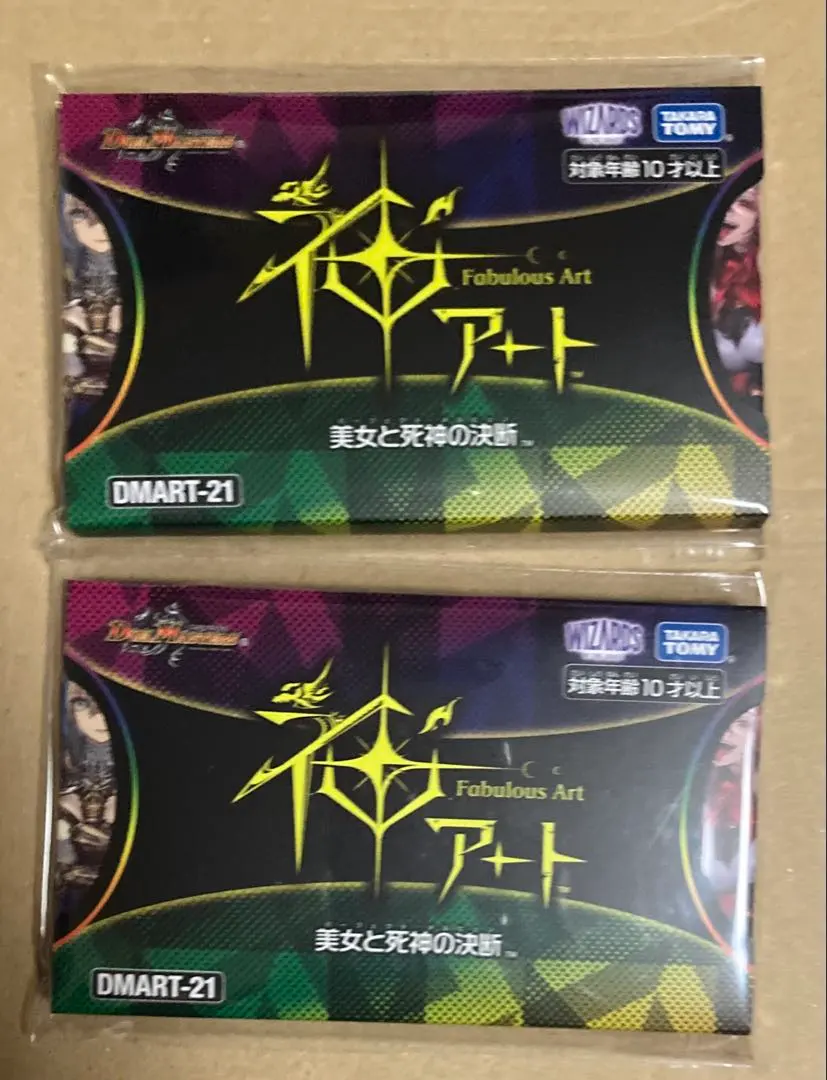 DUEL MASTERS
WIZARDS
TAKARA
TOMY
対象年齢10才以上
神
Fabulous Art
アート
美女と死神の決断
DMART-21
DUEL MASTERS
WIZARDS
TAKARA
TOMY
対象年齢10才以上
神
Fabulous Art
アート
美女と死神の決断
DMART-21